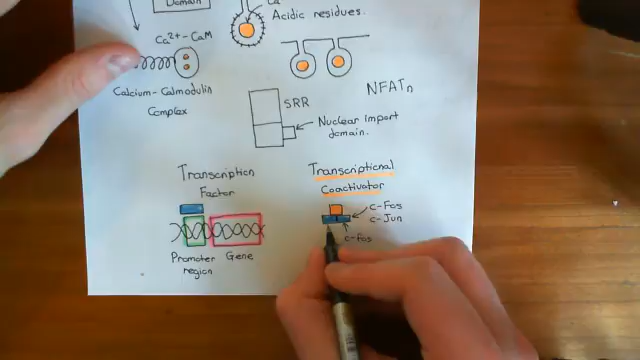 Domain
Ca
Acidic residues.
Ca²⁺-CaM
Calcium-Calmodulin
Complex
NFATn
SRR
Nuclear Import
domain.
Transcription
Factor
Transcriptional
Coactivator
c-Fos
c-Jun
c-fos
Promoter
region
Gene